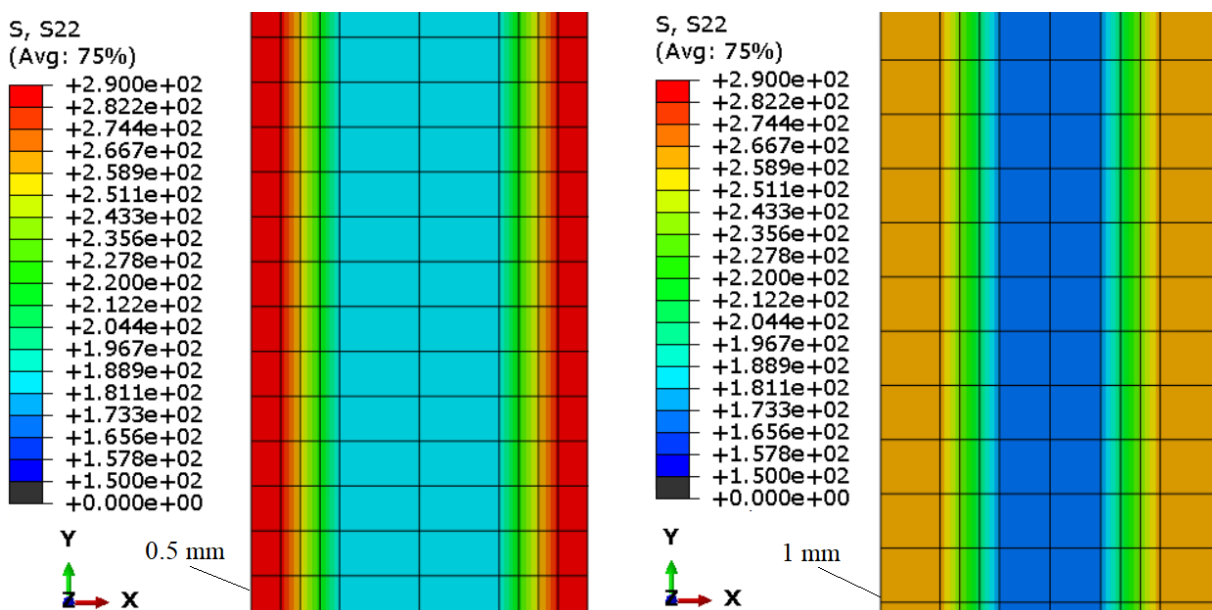 S, S22
(Avg: 75%)
+2.900e+02
+2.822e+02
+2.744e+02
+2.667e+02
+2.589e+02
+2.511e+02
+2.433e+02
+2.356e+02
+2.278e+02
+2.200e+02
+2.122e+02
+2.044e+02
+1.967e+02
+1.889e+02
+1.811e+02
+1.733e+02
+1.656e+02
+1.578e+02
+1.500e+02
+0.000e+00
Y
Z
X
0.5 mm
S, S22
(Avg: 75%)
+2.900e+02
+2.822e+02
+2.744e+02
+2.667e+02
+2.589e+02
+2.511e+02
+2.433e+02
+2.356e+02
+2.278e+02
+2.200e+02
+2.122e+02
+2.044e+02
+1.967e+02
+1.889e+02
+1.811e+02
+1.733e+02
+1.656e+02
+1.578e+02
+1.500e+02
+0.000e+00
Y
Z
X
1 mm